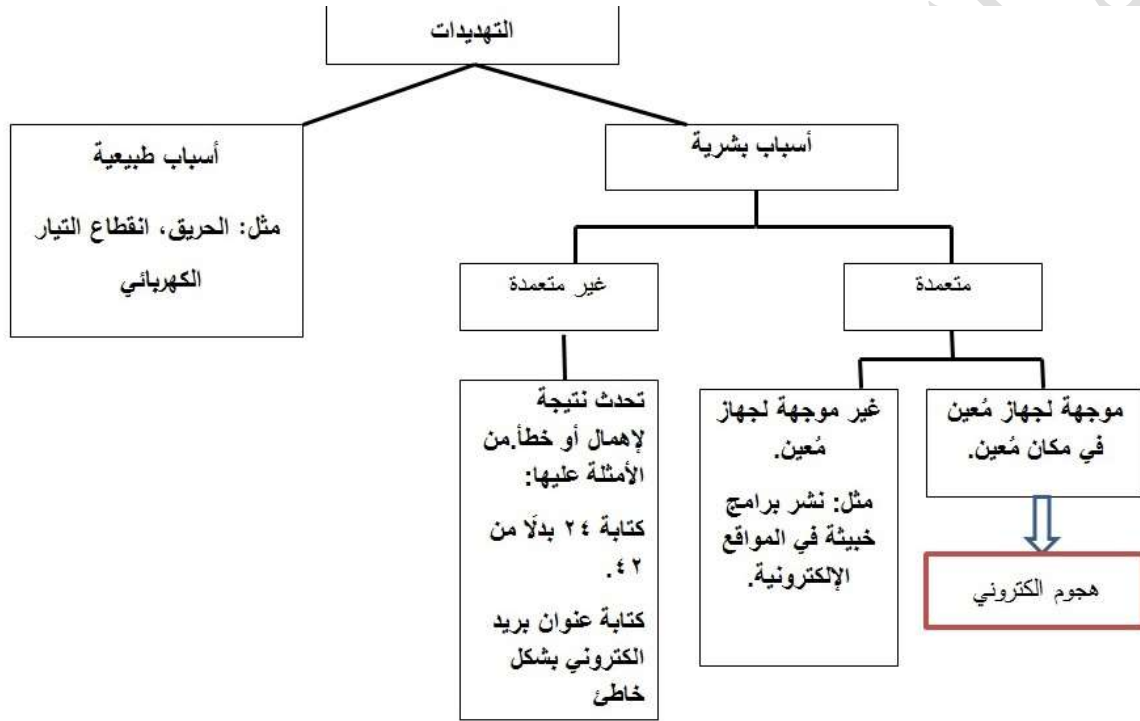 التهديدات
أسباب بشرية
أسباب طبيعية
مثل: الحريق، انقطاع التيار
الكهربائي
متعمدة
غير متعمدة
موجهة لجهاز مُعين
في مكان مُعين.
هجوم الكتروني
غير موجهة لجهاز
مُعين.
مثل: نشر برامج
خبيثة في المواقع
الإلكترونية.
تحدث نتيجة
لإهمال أو خطأ.من
الأمثلة عليها:
كتابة ٢٤ بدلًا من
٤٢.
كتابة عنوان بريد
الكتروني بشكل
خاطئ